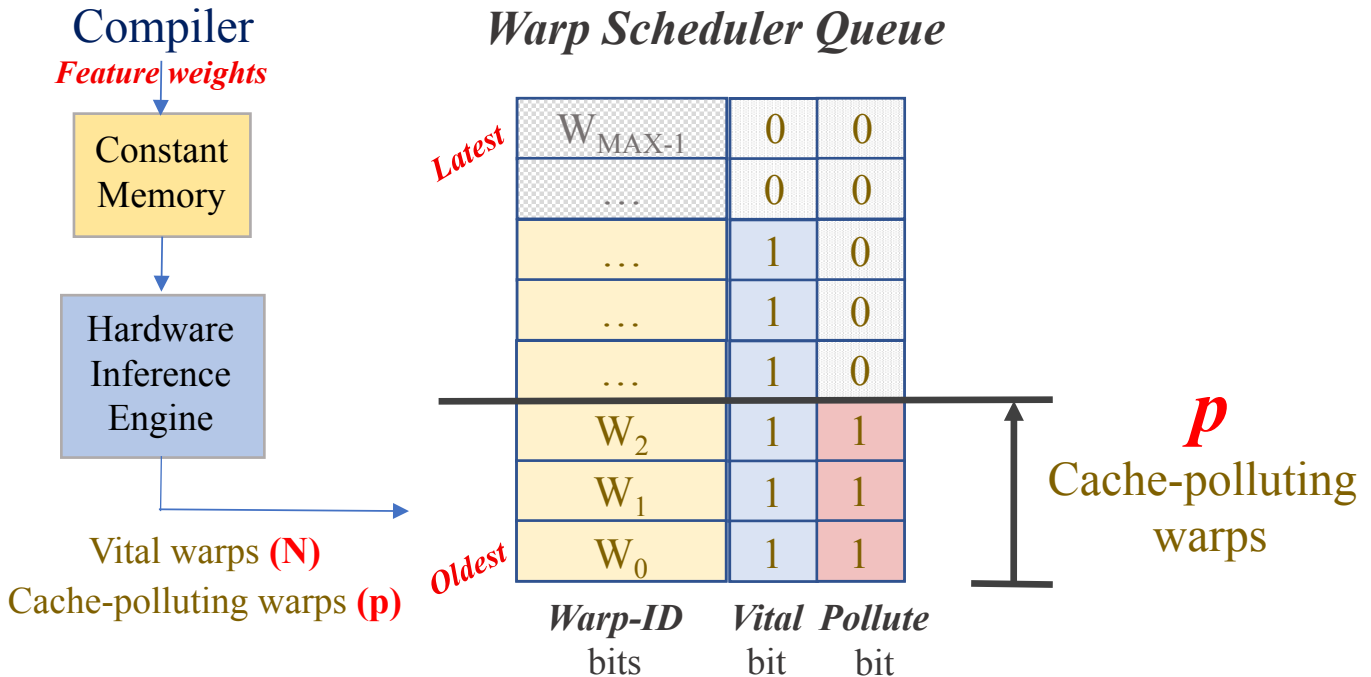 Compiler
Feature weights
Constant
Memory
Hardware
Inference
Engine
Vital warps (N)
Cache-polluting warps (p)
Warp Scheduler Queue
Latest
W_MAX-1 0 0
... 0 0
... 1 0
... 1 0
... 1 0
W_2 1 1
W_1 1 1
W_0 1 1
Oldest
Warp-ID Vital Pollute
bits bit bit
p
Cache-polluting
warps